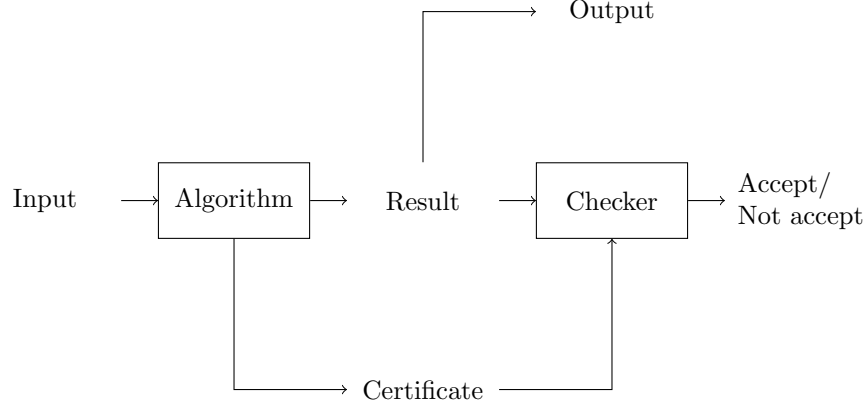 Output
Input
Algorithm
Result
Checker
Accept/
Not accept
Certificate